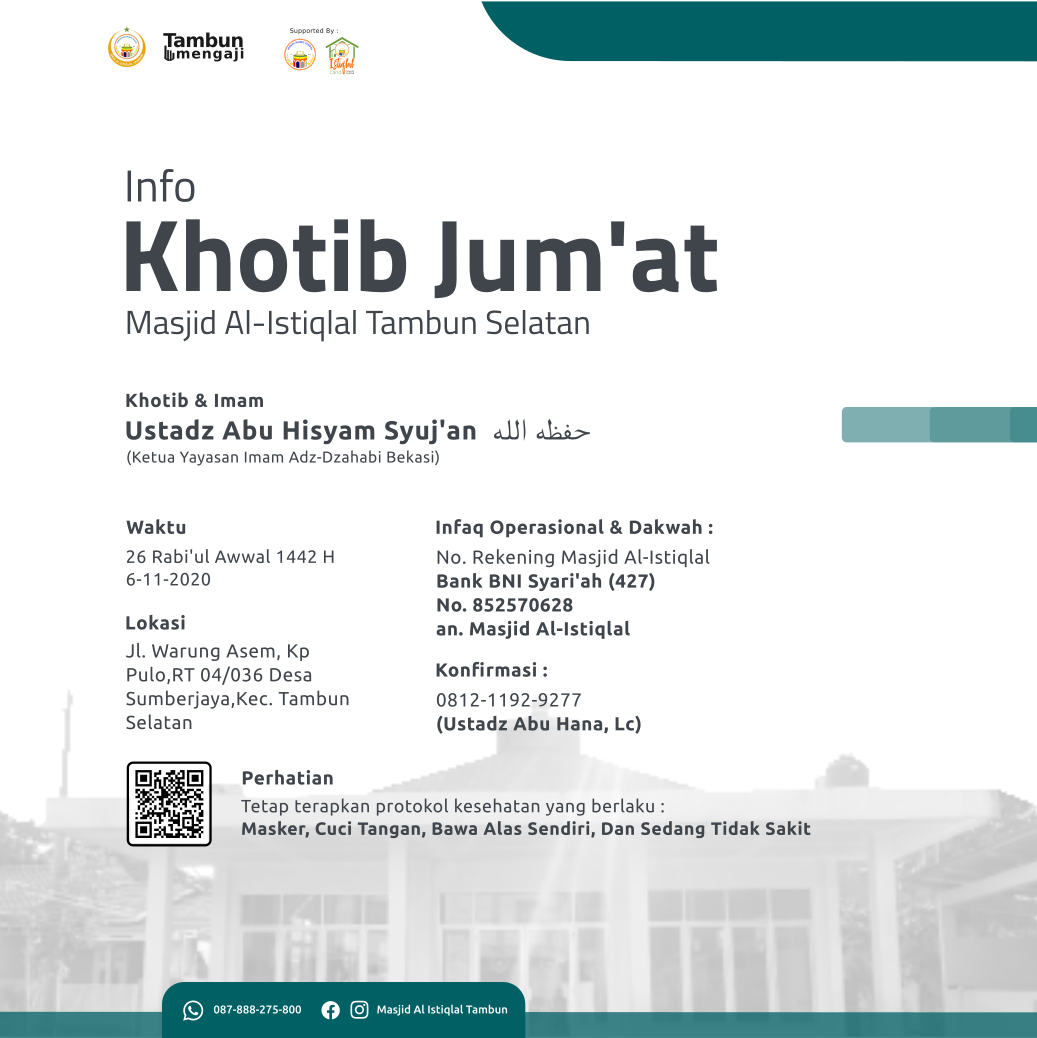 Tambun
mengaji
Supported By :
Istiqlal
Info
Khotib Jum'at
Masjid Al-Istiqlal Tambun Selatan
Khotib & Imam
Ustadz Abu Hisyam Syuj'an حفظه الله
(Ketua Yayasan Imam Adz-Dzahabi Bekasi)
Waktu
26 Rabi'ul Awwal 1442 H
6-11-2020
Lokasi
Jl. Warung Asem, Kp
Pulo,RT 04/036 Desa
Sumberjaya,Kec. Tambun
Selatan
Infaq Operasional & Dakwah :
No. Rekening Masjid Al-Istiqlal
Bank BNI Syari'ah (427)
No. 852570628
an. Masjid Al-Istiqlal
Konfirmasi :
0812-1192-9277
(Ustadz Abu Hana, Lc)
Perhatian
Tetap terapkan protokol kesehatan yang berlaku :
Masker, Cuci Tangan, Bawa Alas Sendiri, Dan Sedang Tidak Sakit
087-888-275-800
Masjid Al Istiqlal Tambun